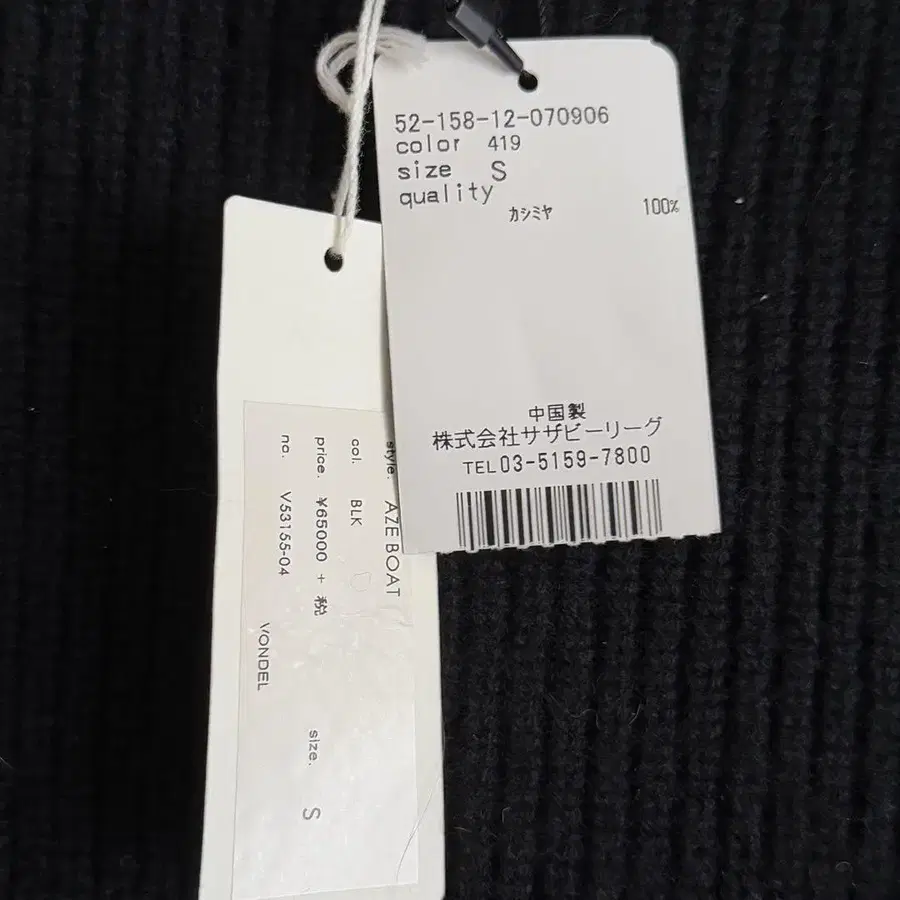 52-158-12-070906
color 419
size S
quality
カシミヤ 100%
中国製
株式会社サザビーリーグ
TEL03-5159-7800
style. AZE BOAT
col. BLK
price. ¥65000 + 税 size. S
no. V53155-04
VONDEL